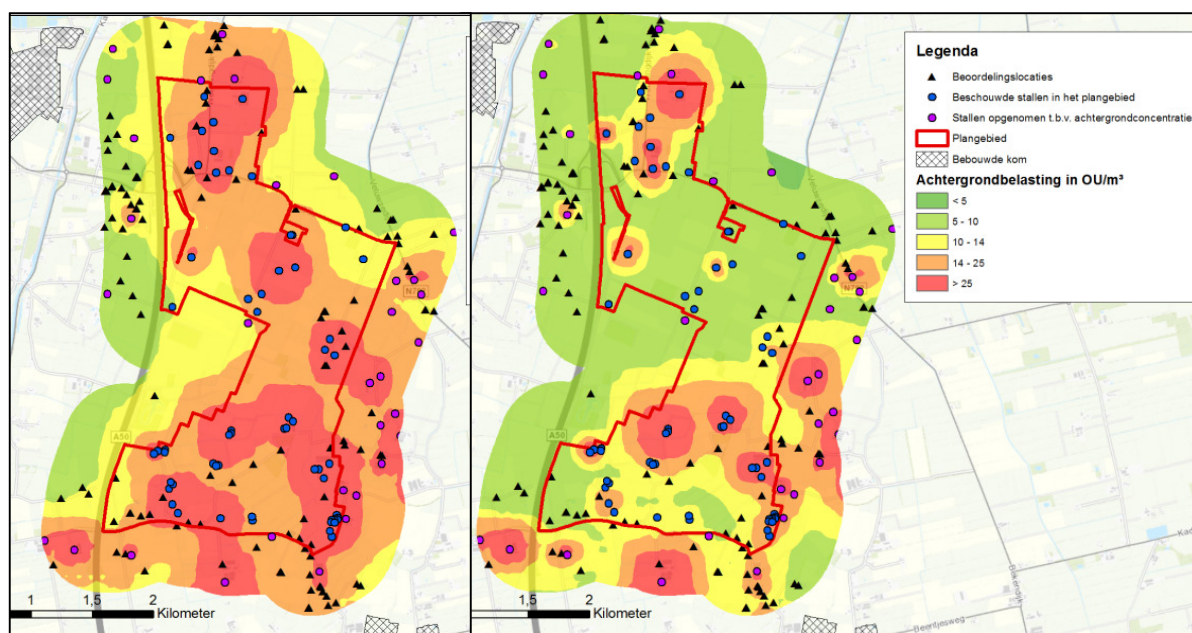 A50
N7
1 1,5 2
Kilometer
A50
1,5 2
Kilometer
Legenda
Beoordelingslocaties
Beschouwde stallen in het plangebied
Stallen opgenomen t.b.v. achtergrondconcentratie
Plangebied
Bebouwde kom
Achtergrondbelasting in OU/m³
< 5
5 - 10
10 - 14
14 - 25
> 25